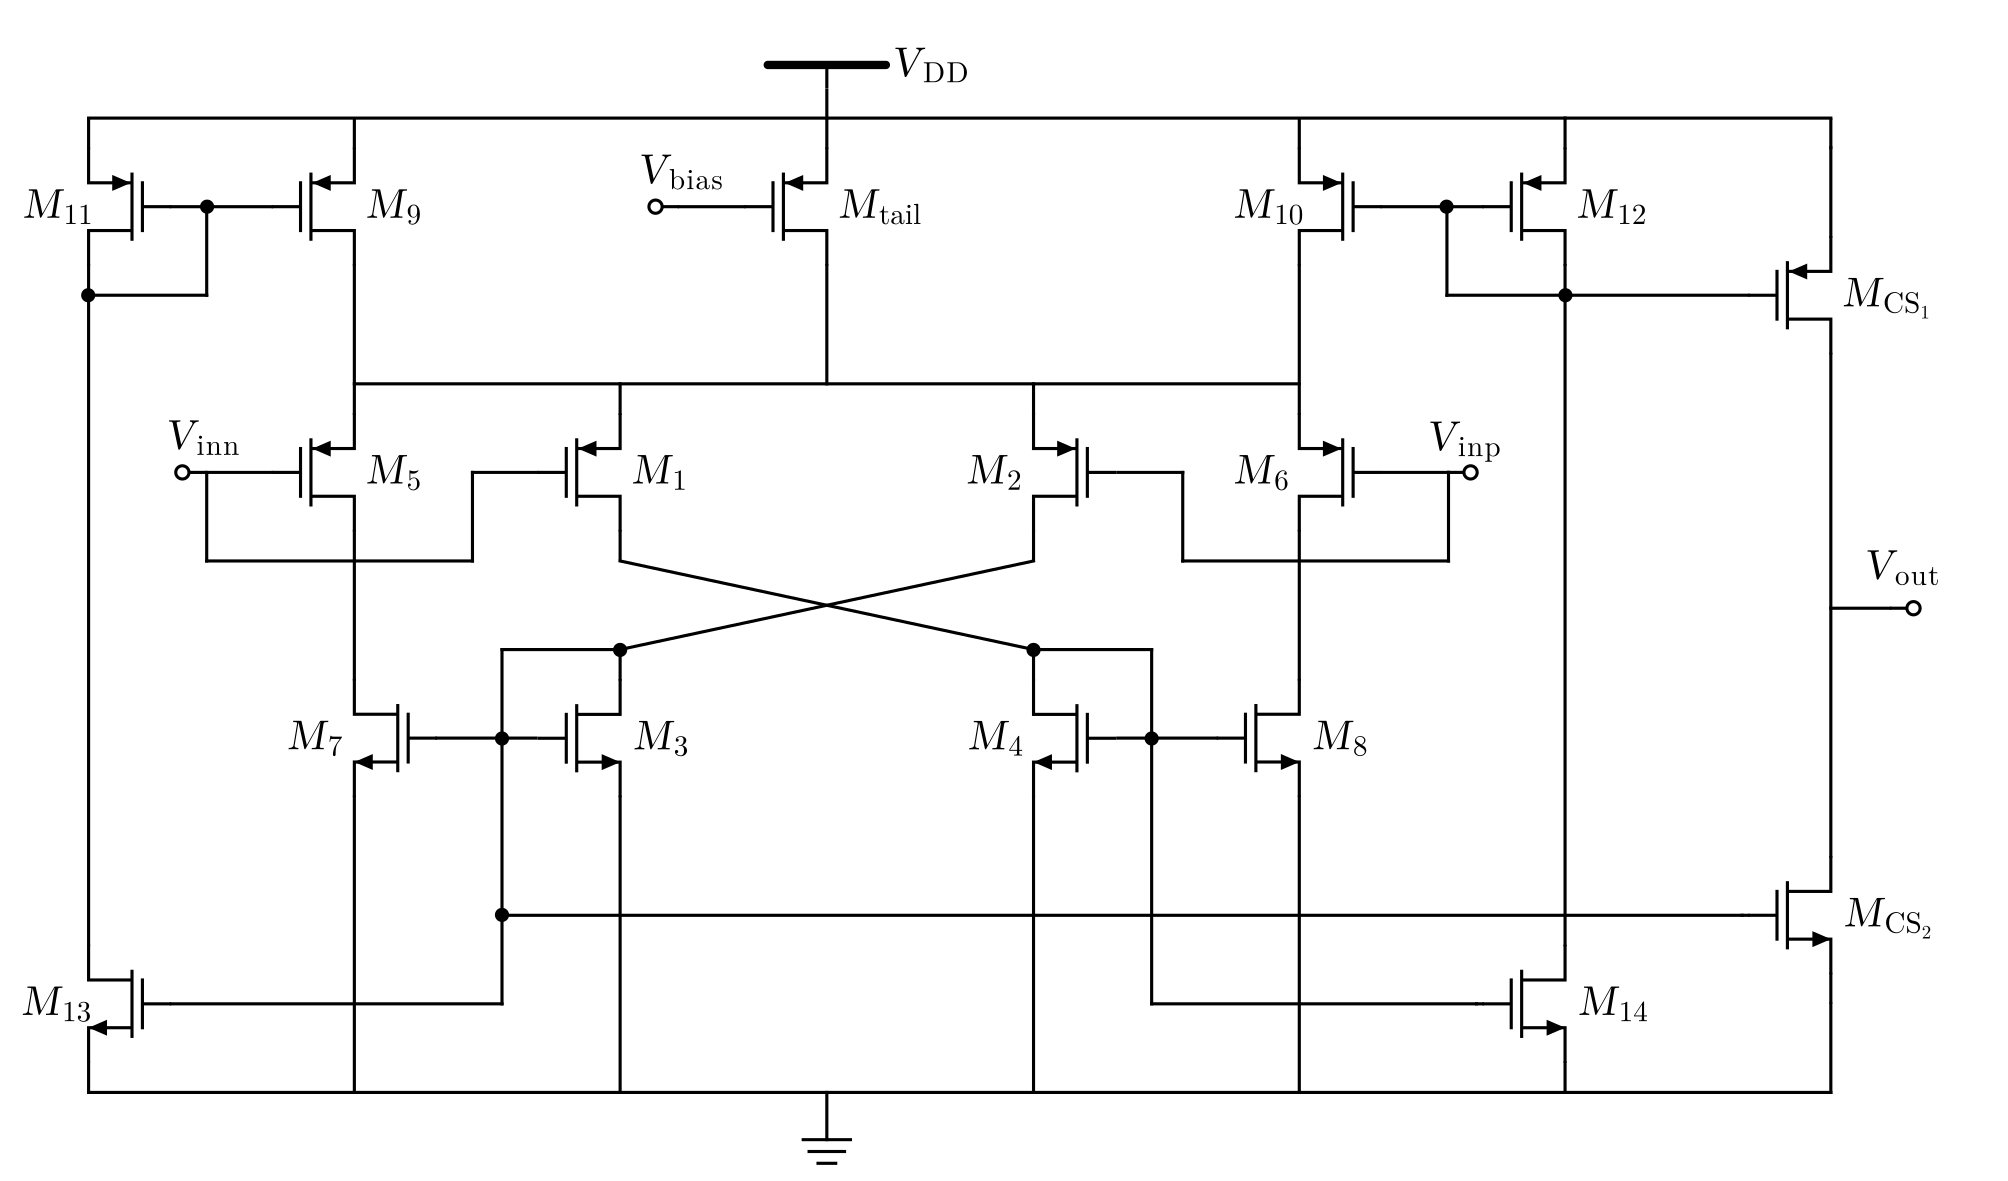 V_DD
V_bias
M_11
M_9
M_tail
M_10
M_12
M_CS_1
V_inn
V_inp
M_5
M_1
M_2
M_6
V_out
M_7
M_3
M_4
M_8
M_CS_2
M_13
M_14